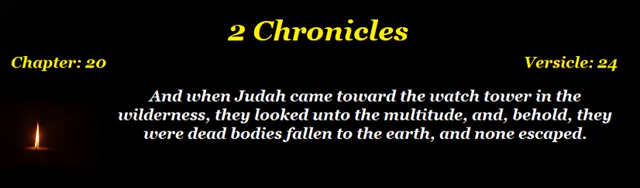 2 Chronicles
Chapter: 20 Versicle: 24
And when Judah came toward the watch tower in the
wilderness, they looked unto the multitude, and, behold, they
were dead bodies fallen to the earth, and none escaped.